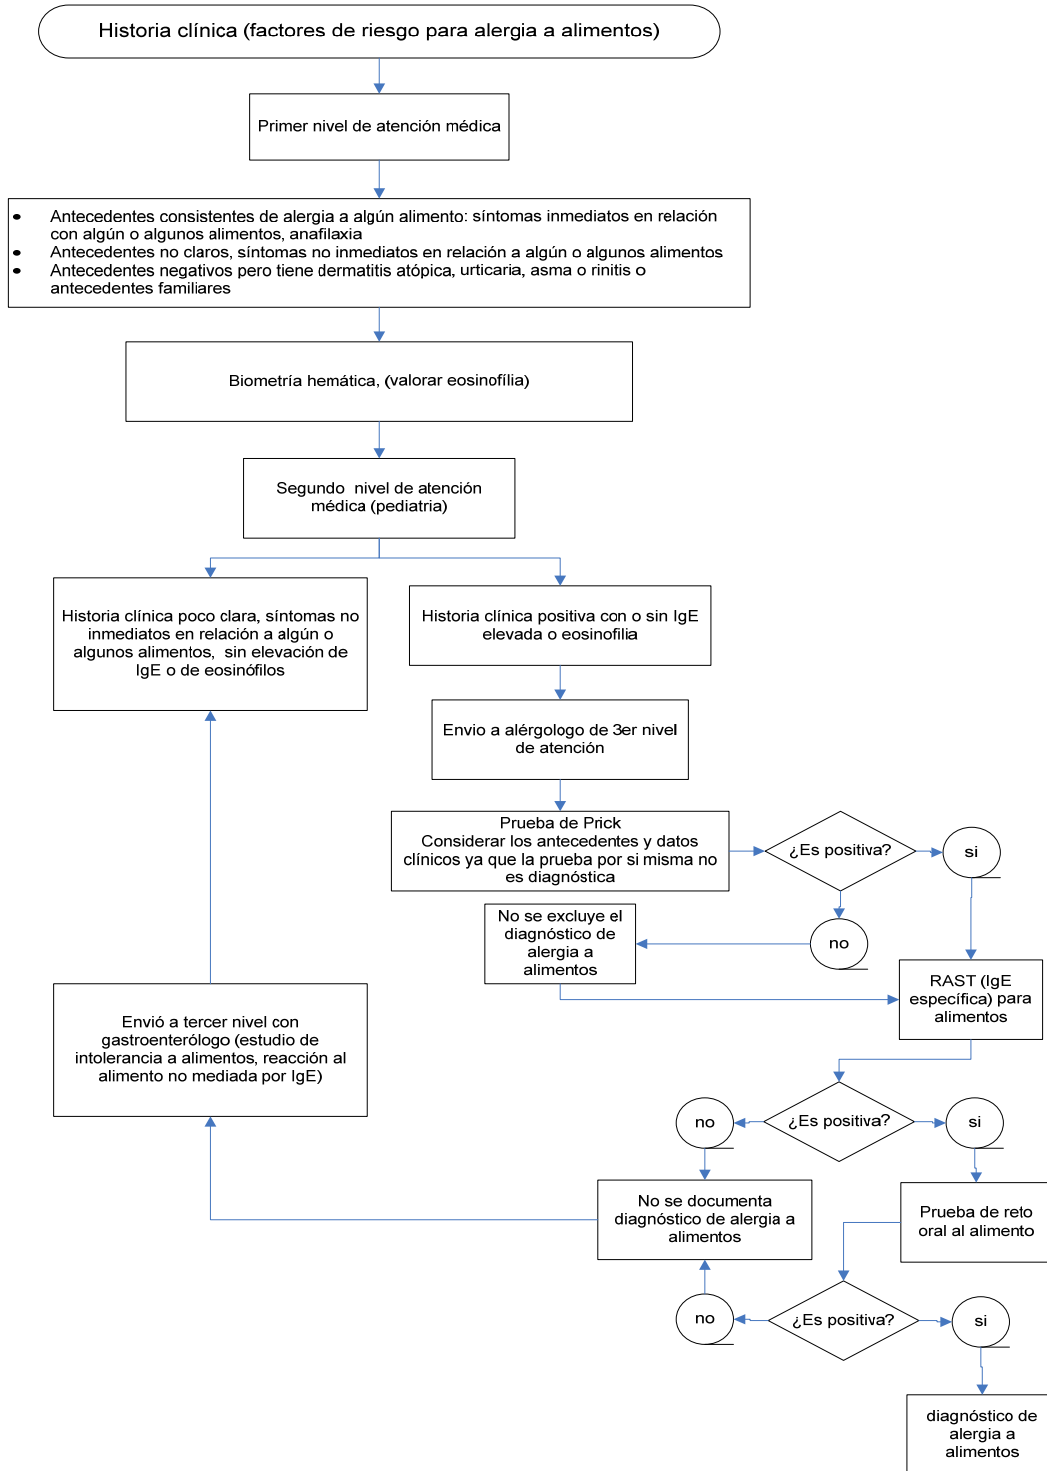 Historia clínica (factores de riesgo para alergia a alimentos)
Primer nivel de atención médica
• Antecedentes consistentes de alergia a algún alimento: síntomas inmediatos en relación
con algún o algunos alimentos, anafilaxia
• Antecedentes no claros, síntomas no inmediatos en relación a algún o algunos alimentos
• Antecedentes negativos pero tiene dermatitis atópica, urticaria, asma o rinitis o
antecedentes familiares
Biometría hemática, (valorar eosinofília)
Segundo nivel de atención
médica (pediatria)
Historia clínica poco clara, síntomas no
inmediatos en relación a algún o
algunos alimentos, sin elevación de
IgE o de eosinófilos
Historia clínica positiva con o sin IgE
elevada o eosinofilia
Envio a alérgologo de 3er nivel
de atención
Prueba de Prick
Considerar los antecedentes y datos
clínicos ya que la prueba por si misma no
es diagnóstica
¿Es positiva?
si
no
No se excluye el
diagnóstico de
alergia a
alimentos
RAST (IgE
específica) para
alimentos
Envió a tercer nivel con
gastroenterólogo (estudio de
intolerancia a alimentos, reacción al
alimento no mediada por IgE)
¿Es positiva?
no
si
No se documenta
diagnóstico de alergia a
alimentos
Prueba de reto
oral al alimento
¿Es positiva?
no
si
diagnóstico de
alergia a
alimentos